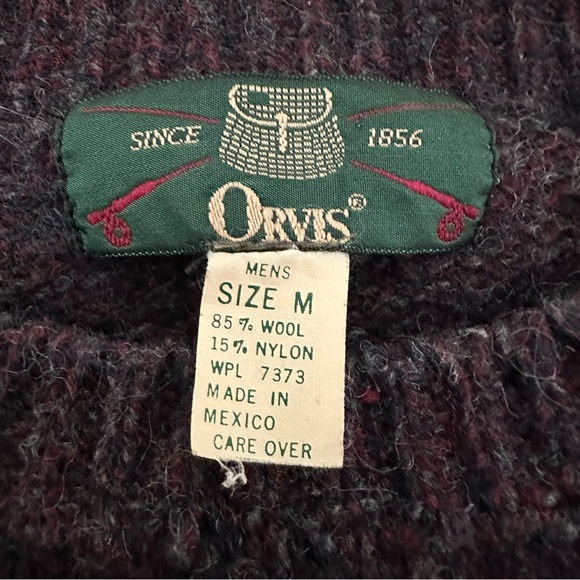 SINCE 1856
ORVIS®
MENS
SIZE M
85% WOOL
15% NYLON
WPL 7373
MADE IN
MEXICO
CARE OVER